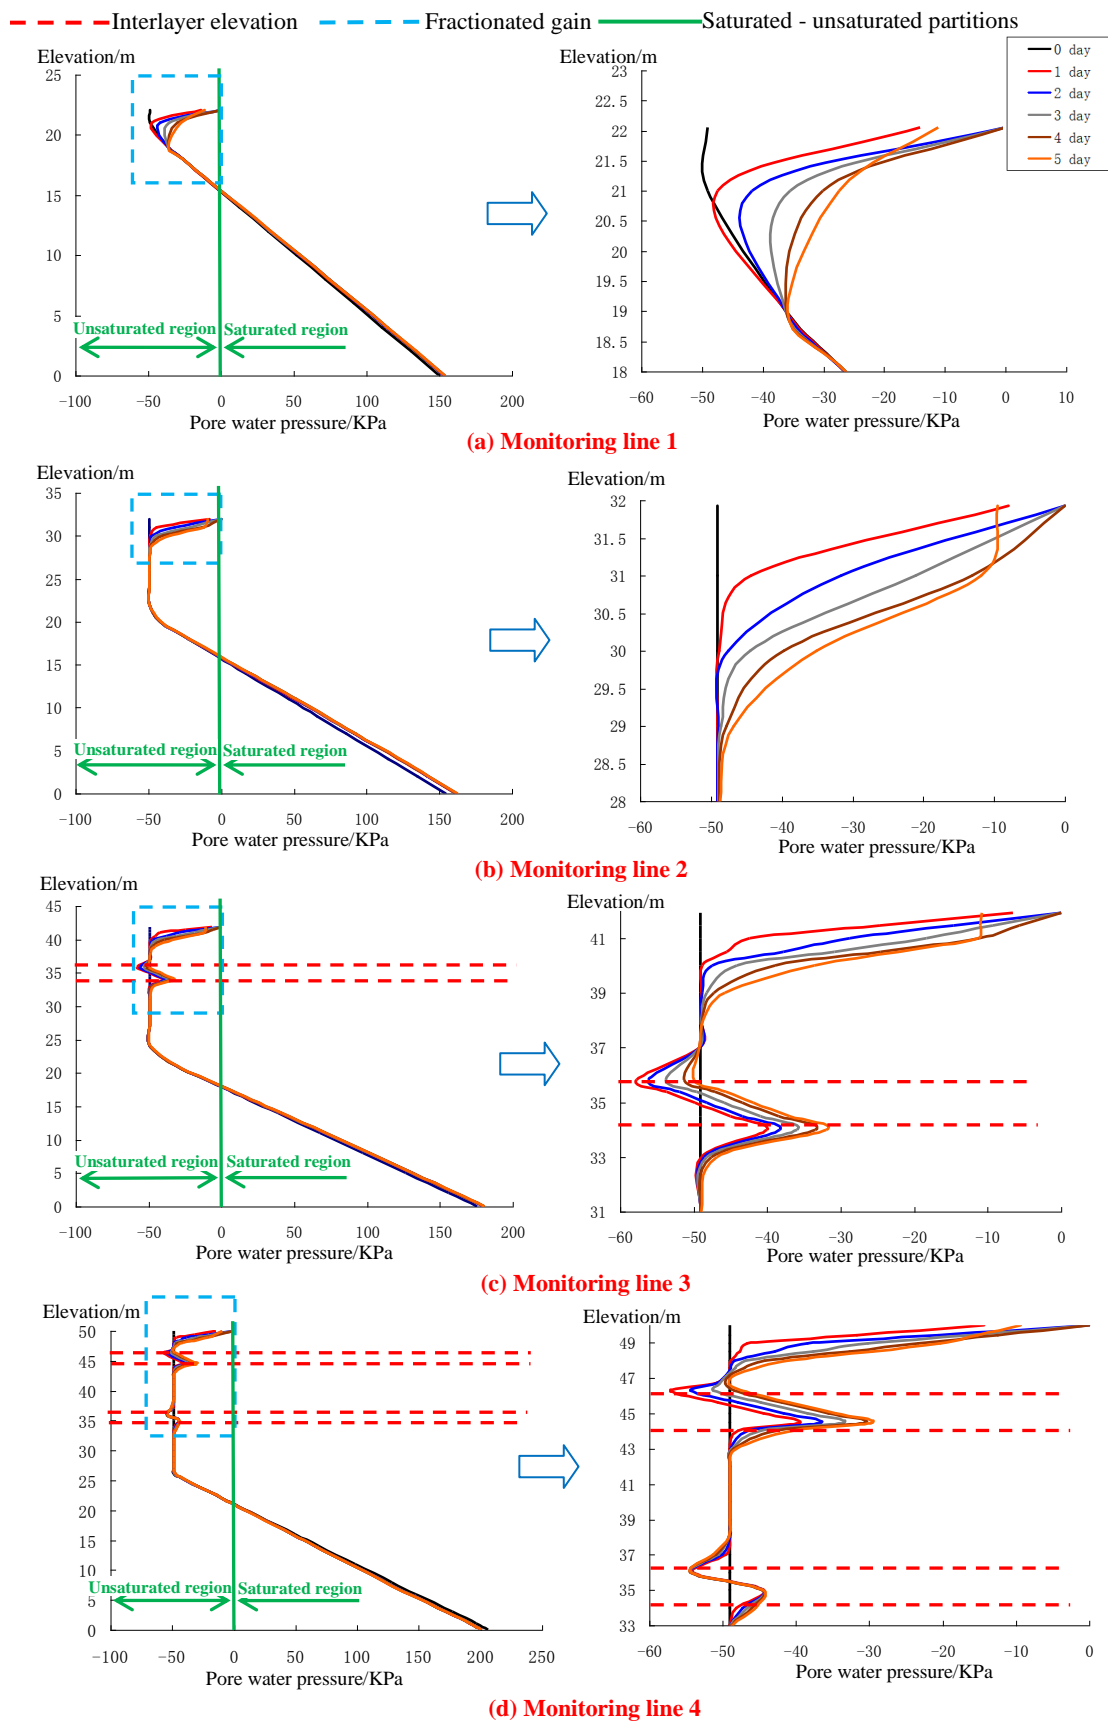 Interlayer elevation Fractionated gain Saturated - unsaturated partitions
Elevation/m
25
20
15
10
5
0
-100 -50 0 50 100 150 200
Unsaturated region Saturated region
Pore water pressure/KPa
Elevation/m
23
22.5
22
21.5
21
20.5
20
19.5
19
18.5
18
-60 -50 -40 -30 -20 -10 0 10
Pore water pressure/KPa
0 day
1 day
2 day
3 day
4 day
5 day
(a) Monitoring line 1
Elevation/m
35
30
25
20
15
10
5
0
-100 -50 0 50 100 150 200
Unsaturated region Saturated region
Pore water pressure/KPa
Elevation/m
32
31.5
31
30.5
30
29.5
29
28.5
28
-60 -50 -40 -30 -20 -10 0
Pore water pressure/KPa
(b) Monitoring line 2
Elevation/m
45
40
35
30
25
20
15
10
5
0
-100 -50 0 50 100 150 200
Unsaturated region Saturated region
Pore water pressure/KPa
Elevation/m
41
39
37
35
33
31
-60 -50 -40 -30 -20 -10 0
Pore water pressure/KPa
(c) Monitoring line 3
Elevation/m
50
45
40
35
30
25
20
15
10
5
0
-100 -50 0 50 100 150 200 250
Unsaturated region Saturated region
Pore water pressure/KPa
Elevation/m
49
47
45
43
41
39
37
35
33
-60 -50 -40 -30 -20 -10 0
Pore water pressure/KPa
(d) Monitoring line 4